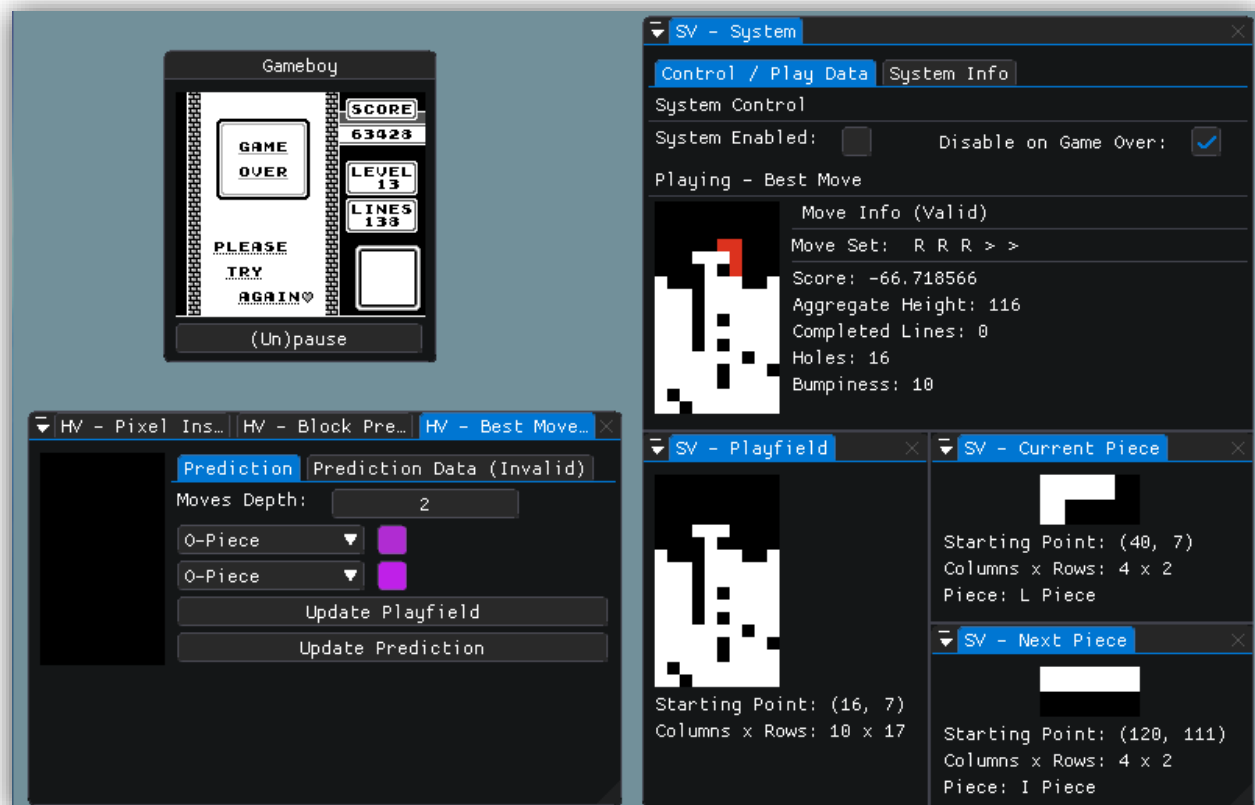 Gameboy
SCORE
63428
GAME
OVER
LEVEL
13
LINES
138
PLEASE
TRY
AGAIN♥
(Un)pause
HV - Pixel Ins… HV - Block Pre… HV - Best Move…
Prediction Prediction Data (Invalid)
Moves Depth: 2
O-Piece
O-Piece
Update Playfield
Update Prediction
SV - System
Control / Play Data System Info
System Control
System Enabled: Disable on Game Over:
Playing - Best Move
Move Info (Valid)
Move Set: R R R > >
Score: -66.718566
Aggregate Height: 116
Completed Lines: 0
Holes: 16
Bumpiness: 10
SV - Playfield
Starting Point: (16, 7)
Columns x Rows: 10 x 17
SV - Current Piece
Starting Point: (40, 7)
Columns x Rows: 4 x 2
Piece: L Piece
SV - Next Piece
Starting Point: (120, 111)
Columns x Rows: 4 x 2
Piece: I Piece